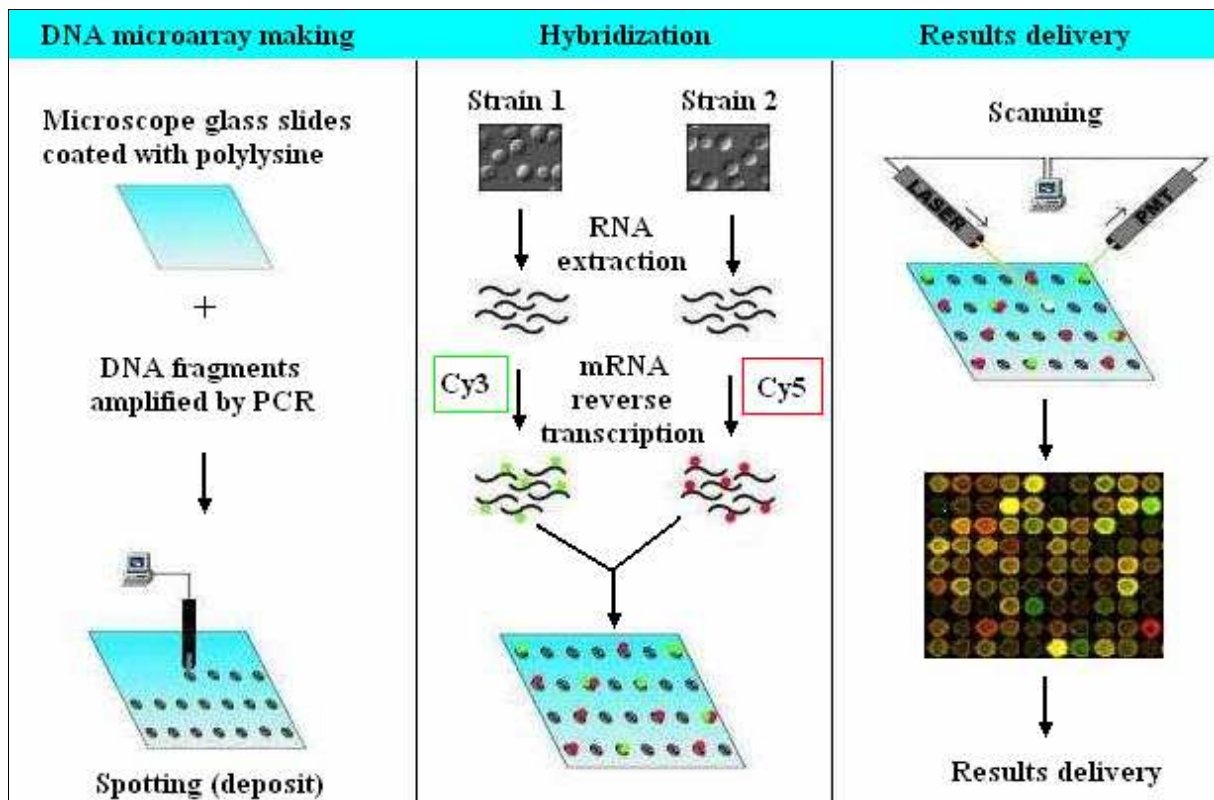 DNA microarray making
Microscope glass slides
coated with polylysine
+
DNA fragments
amplified by PCR
Spotting (deposit)
Hybridization
Strain 1
Strain 2
RNA
extraction
Cy3
mRNA
reverse
transcription
Cy5
Results delivery
Scanning
LASER
PMT
Results delivery